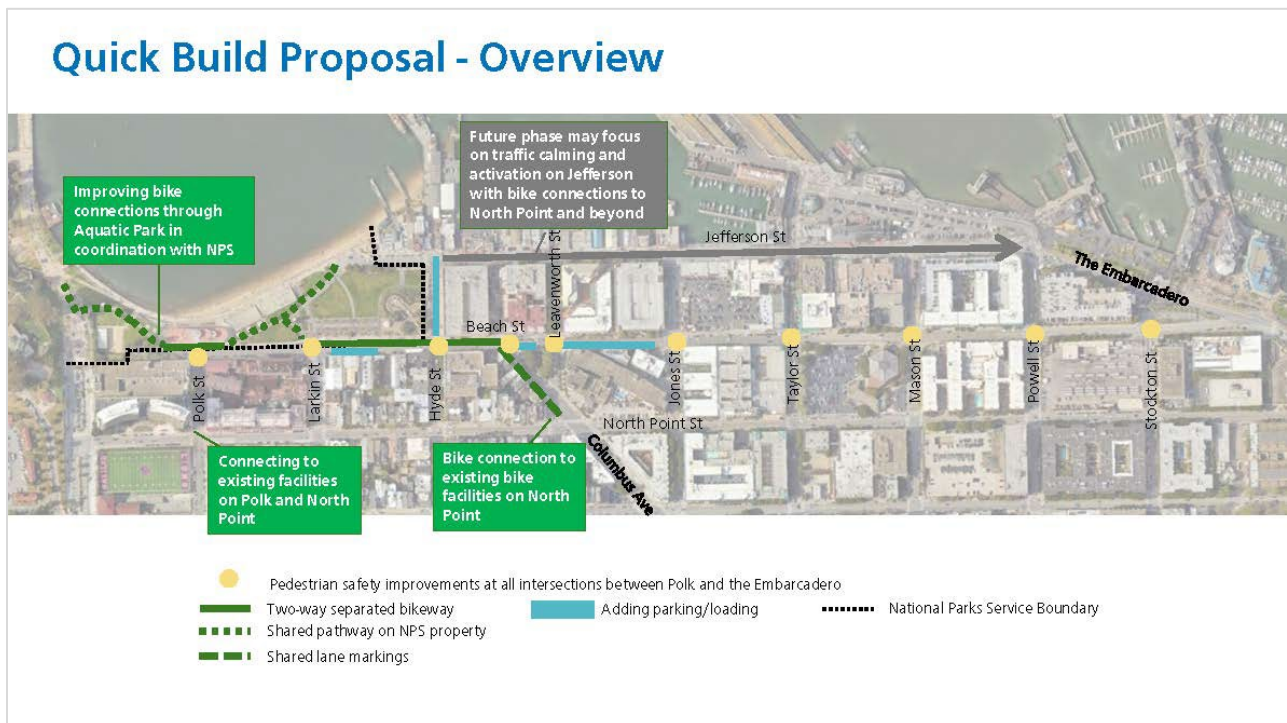 Quick Build Proposal - Overview
Future phase may focus
on traffic calming and
activation on Jefferson
with bike connections to
North Point and beyond
Improving bike
connections through
Aquatic Park in
coordination with NPS
Jefferson St
The Embarcadero
Beach St
Leavenworth St
Polk St
Larkin St
Hyde St
Jones St
Taylor St
Mason St
Powell St
Stockton St
North Point St
Columbus Ave
Connecting to
existing facilities
on Polk and North
Point
Bike connection to
existing bike
facilities on North
Point
Pedestrian safety improvements at all intersections between Polk and the Embarcadero
Two-way separated bikeway
Adding parking/loading
National Parks Service Boundary
Shared pathway on NPS property
Shared lane markings